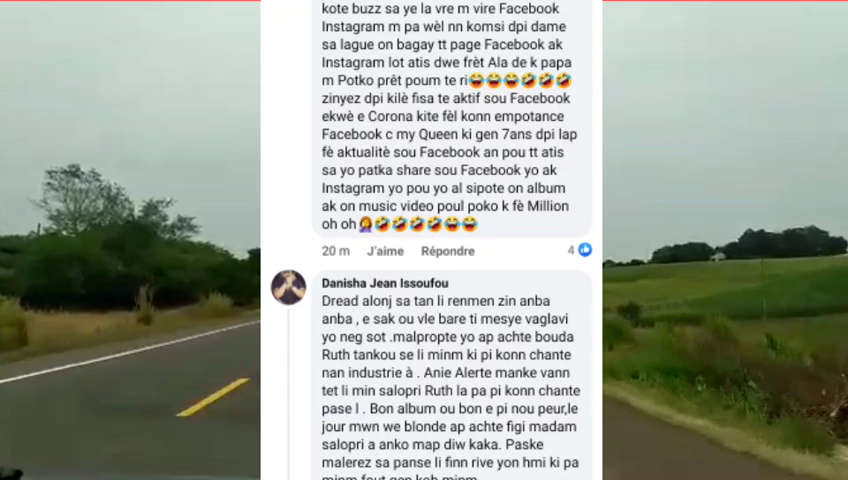 kote buzz sa ye la vre m vire Facebook
Instagram m pa wèl nn komsi dpi dame
sa lague on bagay tt page Facebook ak
Instagram lot atis dwe frèt Ala de k papa
m Potko prêt poum te ri😂😂😂🤣🤣🤣
zinyez dpi kilè fisa te aktif sou Facebook
ekwè e Corona kite fèl konn empotance
Facebook c my Queen ki gen 7ans dpi lap
fè aktualitè sou Facebook an pou tt atis
sa yo patka share sou Facebook yo ak
Instagram yo pou yo al sipote on album
ak on music video poul poko k fè Million
oh oh🤦‍♀️🤣🤣🤣🤣😂😂
20 m J'aime Répondre 4
Danisha Jean Issoufou
Dread alonj sa tan li renmen zin anba
anba , e sak ou vle bare ti mesye vaglavi
yo neg sot .malpropte yo ap achte bouda
Ruth tankou se li minm ki pi konn chante
nan industrie à . Anie Alerte manke vann
tet li min salopri Ruth la pa pi konn chante
pase l . Bon album ou bon e pi nou peur,le
jour mwn we blonde ap achte figi madam
salopri a anko map diw kaka. Paske
malerez sa panse li finn rive yon hmi ki pa
minm fout gen kob minm